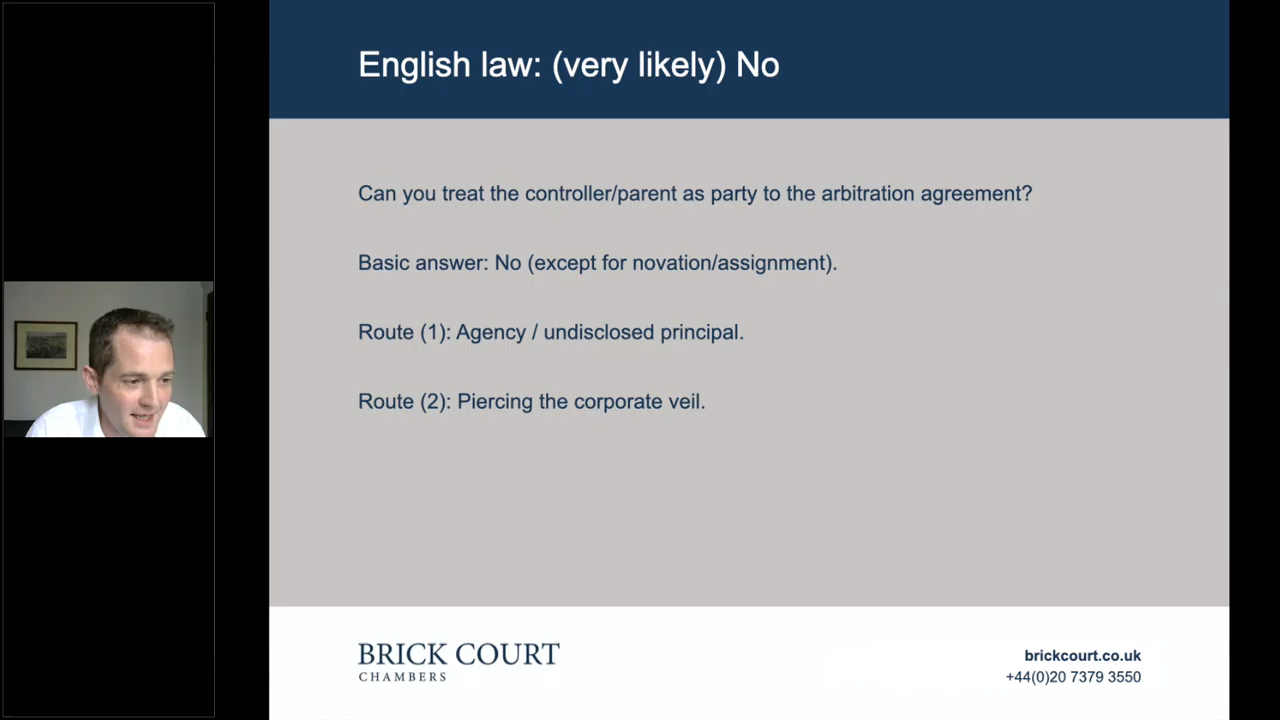 English law: (very likely) No
Can you treat the controller/parent as party to the arbitration agreement?
Basic answer: No (except for novation/assignment).
Route (1): Agency / undisclosed principal.
Route (2): Piercing the corporate veil.
BRICK COURT
CHAMBERS
brickcourt.co.uk
+44(0)20 7379 3550